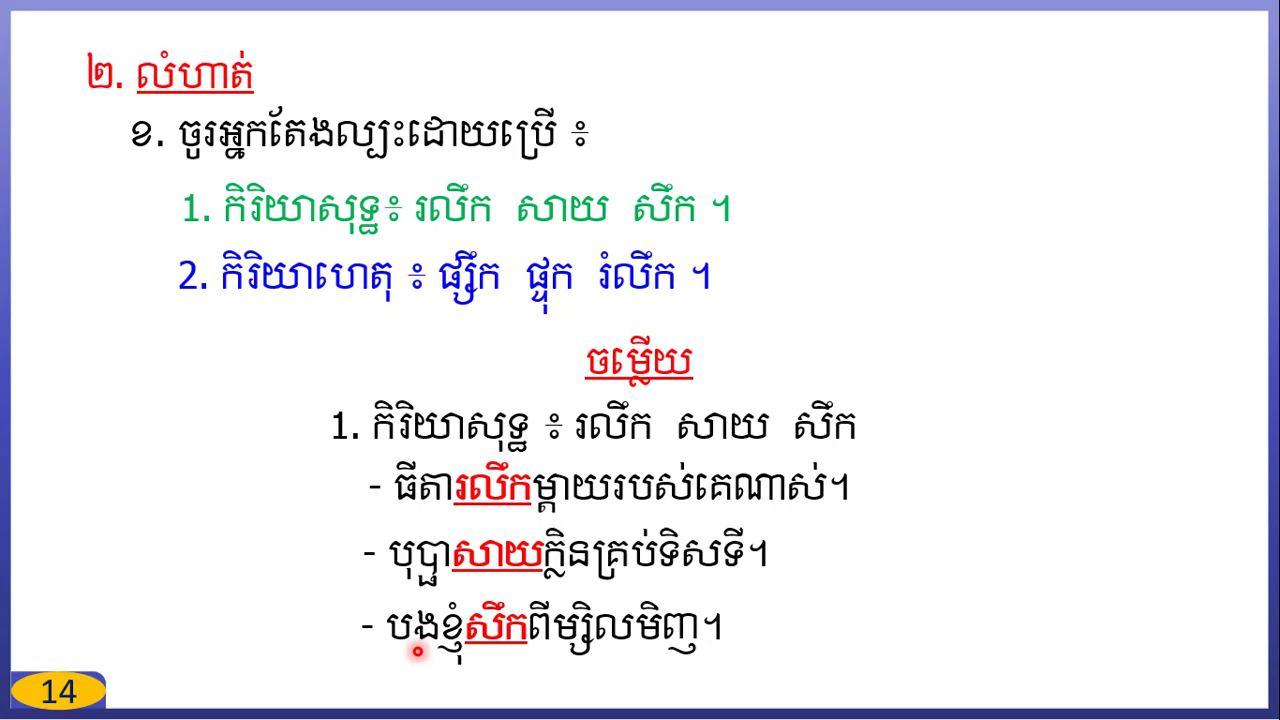 ២. លំហាត់
ខ. ចូរអ្នកតែងល្បះដោយប្រើ ៖
1. កិរិយាសុទ្ធ៖ រលឹក សាយ សឹក ។
2. កិរិយាហេតុ ៖ ផ្សឹក ផ្ទុក រំលឹក ។
ចម្លើយ
1. កិរិយាសុទ្ធ ៖ រលឹក សាយ សឹក
- ធីតារលឹកម្ដាយរបស់គេណាស់។
- បុប្ផាសាយក្លិនគ្រប់ទិសទី។
- បងខ្ញុំសឹកពីម្សិលមិញ។
14